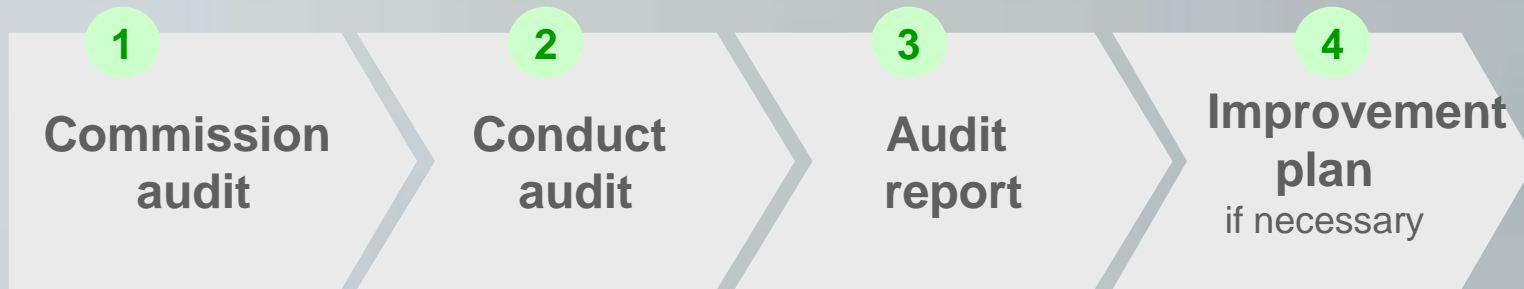 1
Commission
audit
2
Conduct
audit
3
Audit
report
4
Improvement
plan
if necessary